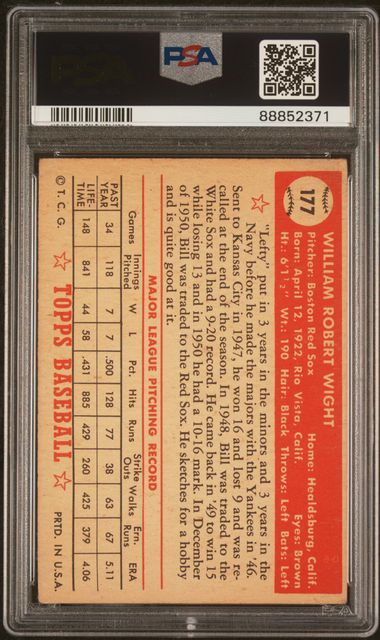 PSA
88852371
177
WILLIAM ROBERT WIGHT
Pitcher: Boston Red Sox Home: Healdsburg, Calif.
Born: April 12, 1922, Rio Vista, Calif. Eyes: Brown
Ht.: 6'1½" Wt.: 190 Hair: Black Throws: Left Bats: Left
"Lefty" put in 3 years in the minors and 3 years in the
Navy before he made the majors with the Yankees in '46.
Sent to Kansas City in 1947, he won 16 and lost 9 and was re-
called at the end of the season. In 1948, Bill was traded to the
White Sox and had a 9-20 record. He came back in '49 to win 15
while losing 13 and in 1950 he had a 10-16 mark. In December
of 1950, Bill was traded to the Red Sox. He sketches for a hobby
and is quite good at it.
MAJOR LEAGUE PITCHING RECORD
Games Innings Pitched W L Pct. Hits Runs Strike Outs Walks Ern. Runs ERA
PAST YEAR 34 118 7 7 .500 128 77 38 63 67 5.11
LIFE-TIME 148 841 44 58 .431 885 429 260 425 379 4.06
© T. C. G. TOPPS BASEBALL PRTD. IN U.S.A.